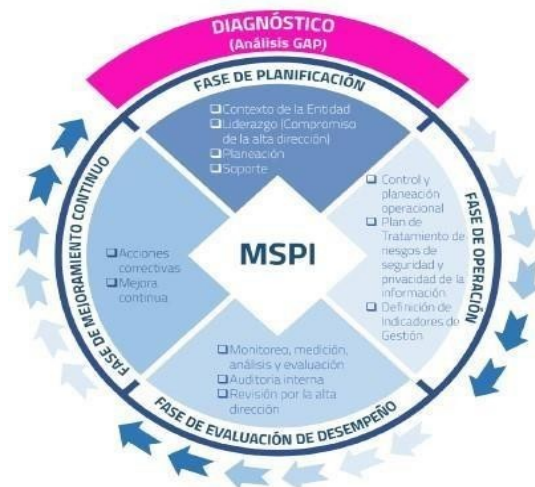 DIAGNÓSTICO
(Análisis GAP)
FASE DE PLANIFICACIÓN
❑Contexto de la Entidad
❑Liderazgo (Compromiso
de la alta dirección)
❑Planeación
❑Soporte
❑ Control y
planeación
operacional
❑ Plan de
Tratamiento de
riesgos de
seguridad y
privacidad de la
información
❑ Definición de
Indicadores de
Gestión
FASE DE OPERACIÓN
MSPI
❑Acciones
correctivas
❑Mejora
continua
FASE DE MEJORAMIENTO CONTINUO
❑Monitoreo, medición,
análisis y evaluación
❑Auditoria interna
❑Revisión por la alta
dirección
FASE DE EVALUACIÓN DE DESEMPEÑO